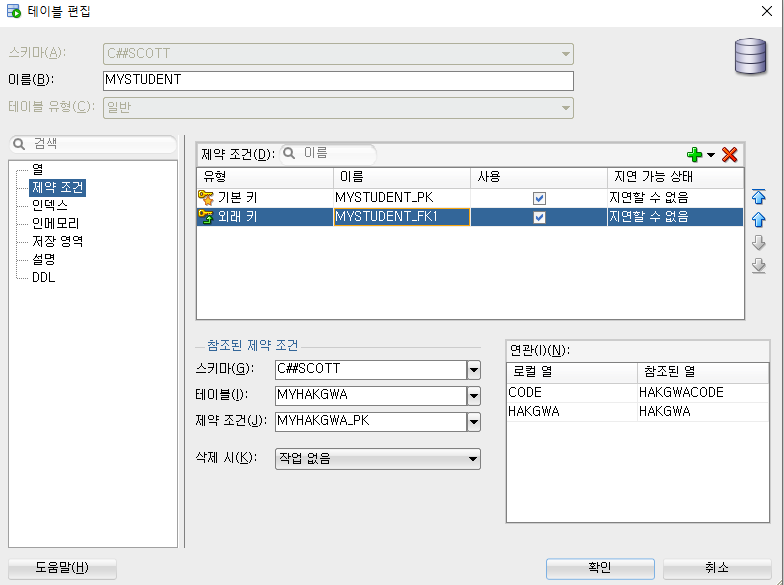 테이블 편집
스키마(A): C##SCOTT
이름(B): MYSTUDENT
테이블 유형(C): 일반
검색
열
제약 조건
인덱스
인메모리
저장 영역
설명
DDL
제약 조건(D): 이름
유형 이름 사용 지연 가능 상태
기본 키 MYSTUDENT_PK 지연할 수 없음
외래 키 MYSTUDENT_FK1 지연할 수 없음
참조된 제약 조건
스키마(G): C##SCOTT
테이블(I): MYHAKGWA
제약 조건(J): MYHAKGWA_PK
삭제 시(K): 작업 없음
연관(I)(N):
로컬 열 참조된 열
CODE HAKGWACODE
HAKGWA HAKGWA
도움말(H) 확인 취소